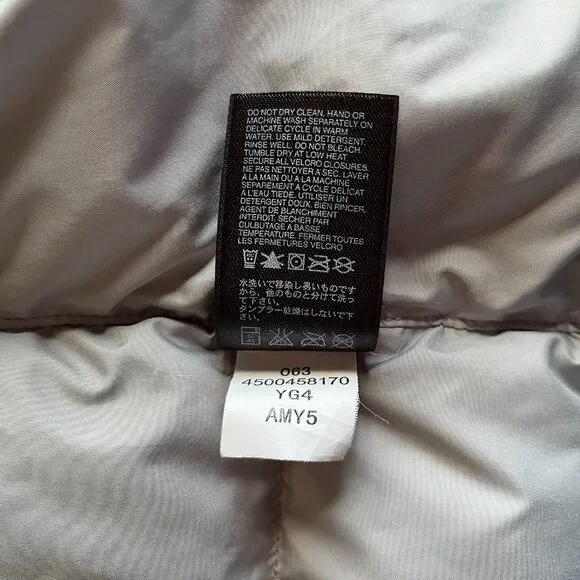 DO NOT DRY CLEAN, HAND OR
MACHINE WASH SEPARATELY ON
DELICATE CYCLE IN WARM
WATER. USE MILD DETERGENT.
RINSE WELL. DO NOT BLEACH.
TUMBLE DRY AT LOW HEAT
SECURE ALL VELCRO CLOSURES.
NE PAS NETTOYER A SEC. LAVER
À LA MAIN OU A LA MACHINE
SEPAREMENT A CYCLE DELICAT
A L'EAU TIEDE. UTILISER UN
DETERGENT DOUX. BIEN RINCER.
AGENT DE BLANCHIMENT
INTERDIT. SECHER PAR
CULBUTAGE A BASSE
TEMPERATURE. FERMER TOUTES
LES FERMETURES VELCRO
水洗いで移染し易いものです
から、他のものと分けて洗っ
て下さい。
タンブラー乾燥はしないで下
さい。
063
4500458170
YG4
AMY5